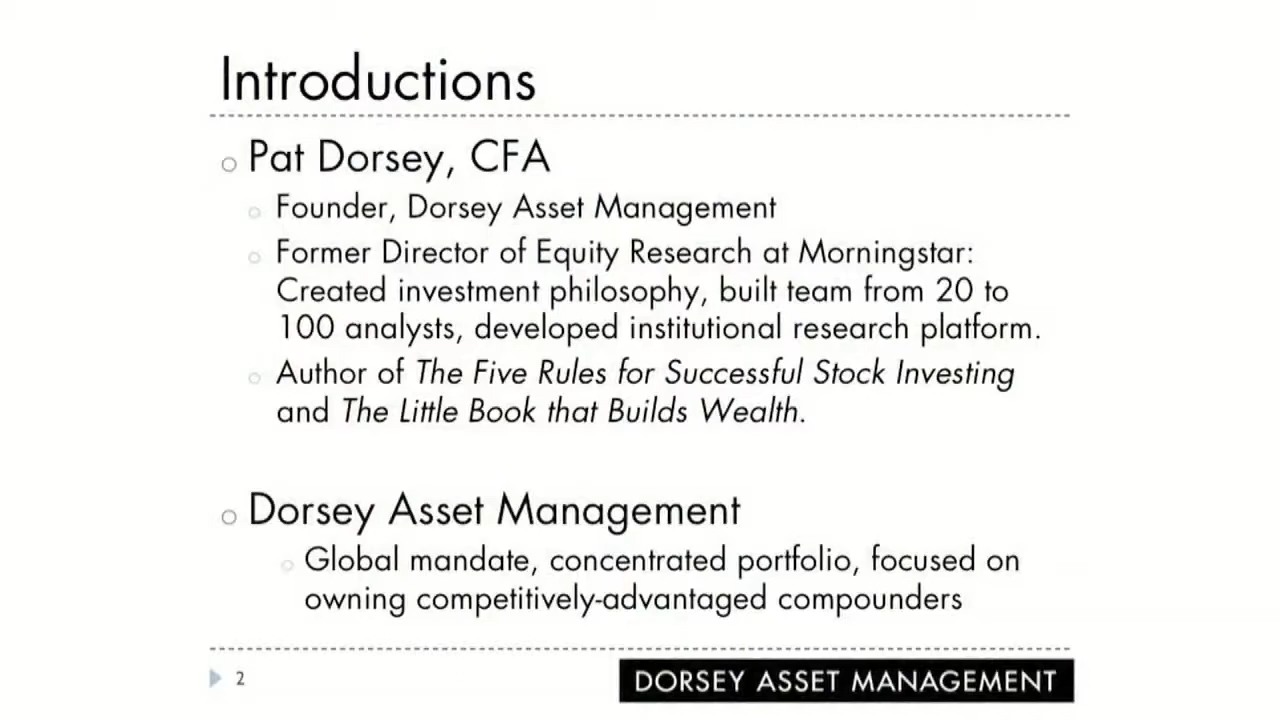 Introductions
Pat Dorsey, CFA
Founder, Dorsey Asset Management
Former Director of Equity Research at Morningstar:
Created investment philosophy, built team from 20 to
100 analysts, developed institutional research platform.
Author of The Five Rules for Successful Stock Investing
and The Little Book that Builds Wealth.
Dorsey Asset Management
Global mandate, concentrated portfolio, focused on
owning competitively-advantaged compounders
2
DORSEY ASSET MANAGEMENT